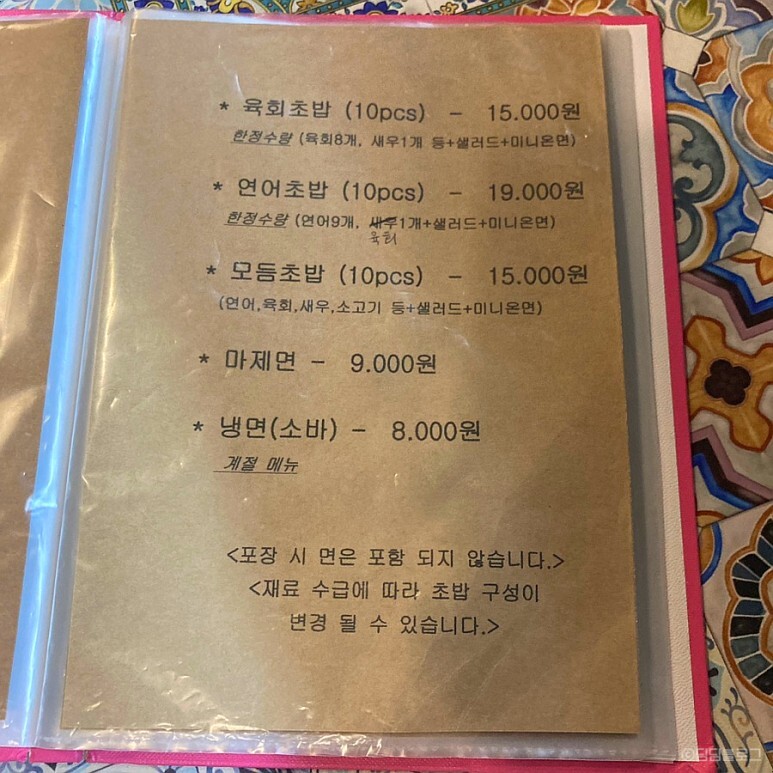 * 육회초밥 (10pcs) - 15.000원
한정수량 (육회8개, 새우1개 등+샐러드+미니온면)
* 연어초밥 (10pcs) - 19.000원
한정수량 (연어9개, 새우1개+샐러드+미니온면)
육회
* 모듬초밥 (10pcs) - 15.000원
(연어,육회,새우,소고기 등+샐러드+미니온면)
* 마제면 - 9.000원
* 냉면(소바) - 8.000원
계절 메뉴
<포장 시 면은 포함 되지 않습니다.>
<재료 수급에 따라 초밥 구성이
변경 될 수 있습니다.>
©딤딤블로그